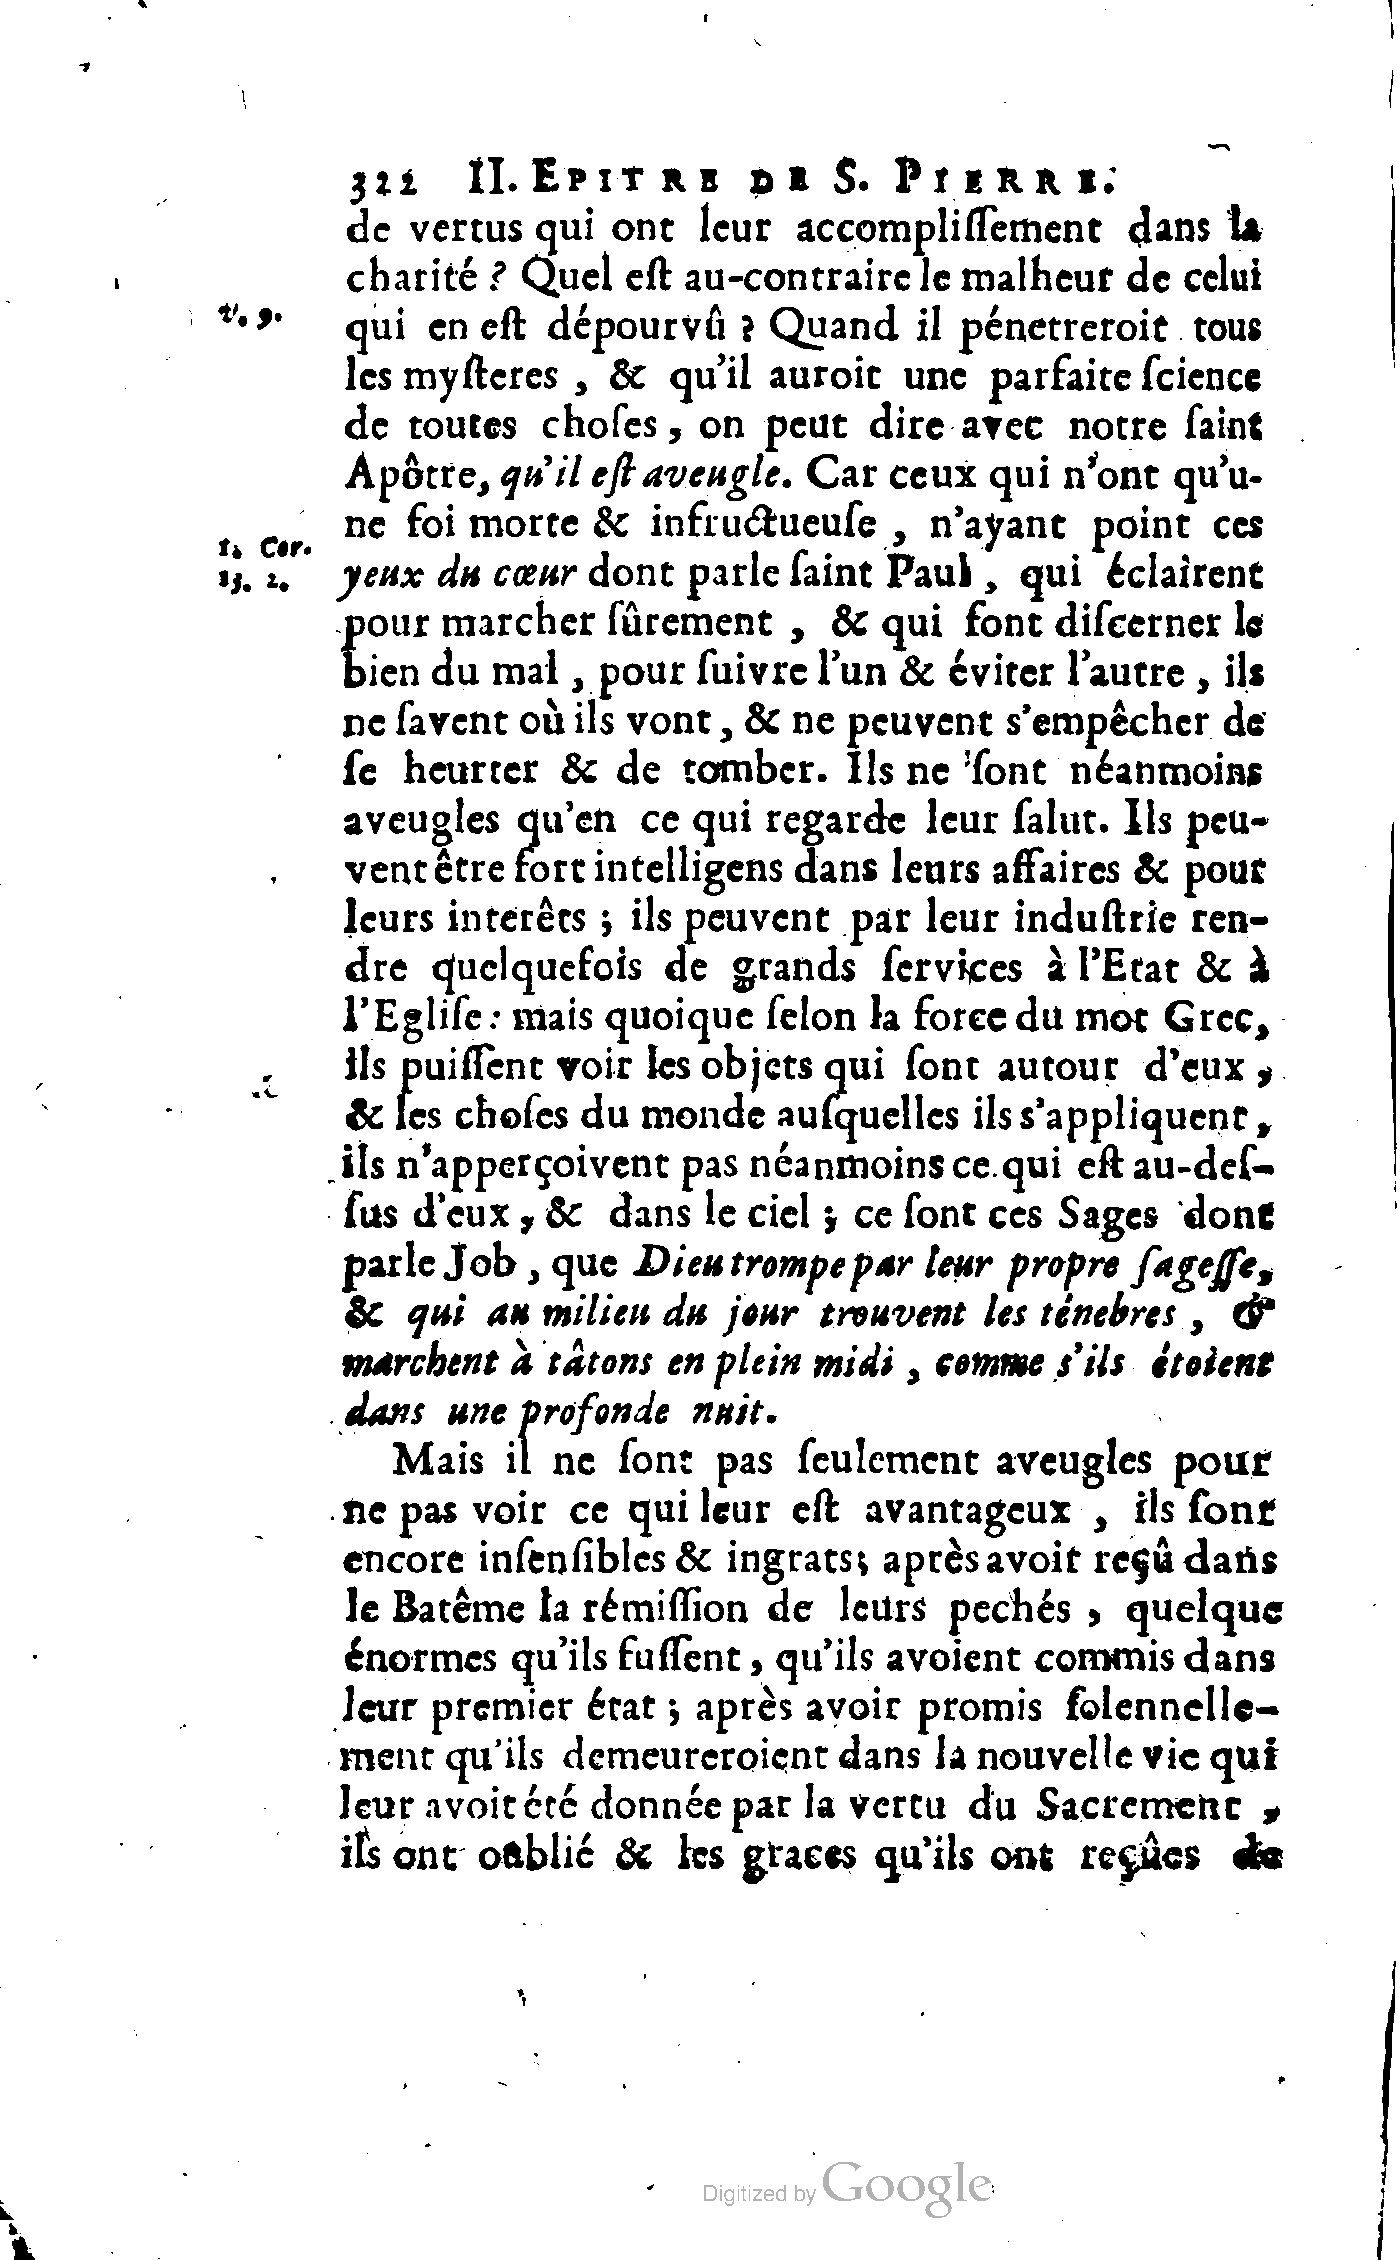 322 II. EPITRE DE S. PIERRE.
de vertus qui ont leur accompliſſement dans la
charité ? Quel eſt au-contraire le malheur de celui
v. 9.
qui en eſt dépourvû ? Quand il pénetreroit tous
les myſteres , & qu'il auroit une parfaite ſcience
de toutes choſes , on peut dire avec notre ſaint
Apôtre, qu'il eſt aveugle. Car ceux qui n'ont qu'u-
ne foi morte & infructueuſe , n'ayant point ces
1. Cor.
13. 2.
yeux du cœur dont parle ſaint Paul , qui éclairent
pour marcher ſûrement , & qui font diſcerner le
bien du mal , pour ſuivre l'un & éviter l'autre , ils
ne ſavent où ils vont , & ne peuvent s'empêcher de
ſe heurter & de tomber. Ils ne ſont néanmoins
aveugles qu'en ce qui regarde leur ſalut. Ils peu-
vent être fort intelligens dans leurs affaires & pour
leurs interêts ; ils peuvent par leur induſtrie ren-
dre quelquefois de grands ſervices à l'Etat & à
l'Egliſe : mais quoique ſelon la force du mot Grec,
ils puiſſent voir les objets qui ſont autour d'eux ,
& les choſes du monde auſquelles ils s'appliquent ,
ils n'apperçoivent pas néanmoins ce qui eſt au-deſ-
ſus d'eux , & dans le ciel ; ce ſont ces Sages dont
parle Job , que Dieu trompe par leur propre ſageſſe,
& qui au milieu du jour trouvent les ténebres , &
marchent à tâtons en plein midi , comme s'ils étoient
dans une profonde nuit.
Mais il ne ſont pas ſeulement aveugles pour
ne pas voir ce qui leur eſt avantageux , ils ſont
encore inſenſibles & ingrats ; après avoir reçû dans
le Batême la rémiſſion de leurs pechés , quelque
énormes qu'ils fuſſent , qu'ils avoient commis dans
leur premier état ; après avoir promis ſolennelle-
ment qu'ils demeureroient dans la nouvelle vie qui
leur avoit été donnée par la vertu du Sacrement ,
ils ont oublié & les graces qu'ils ont reçûes de
Digitized by Google